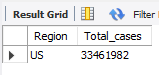 Result Grid Filter
Region Total_cases
US 33461982